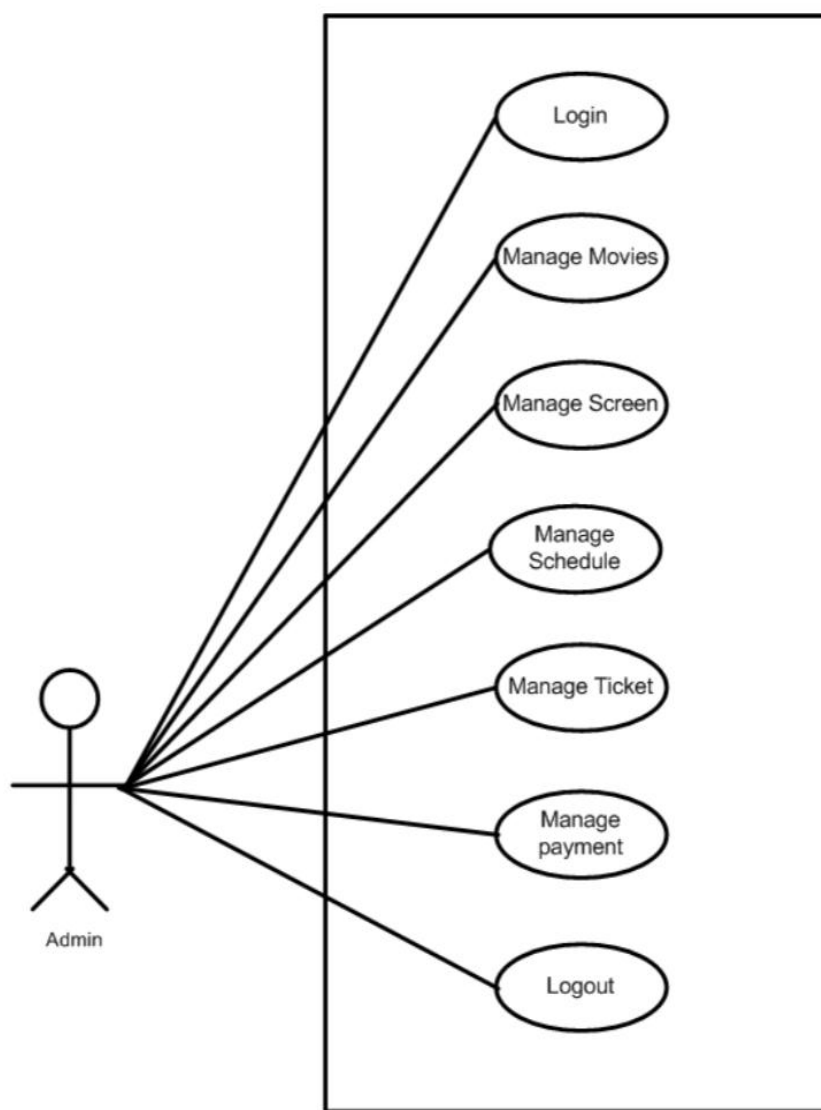 Login
Manage Movies
Manage Screen
Manage
Schedule
Manage Ticket
Manage
payment
Logout
Admin